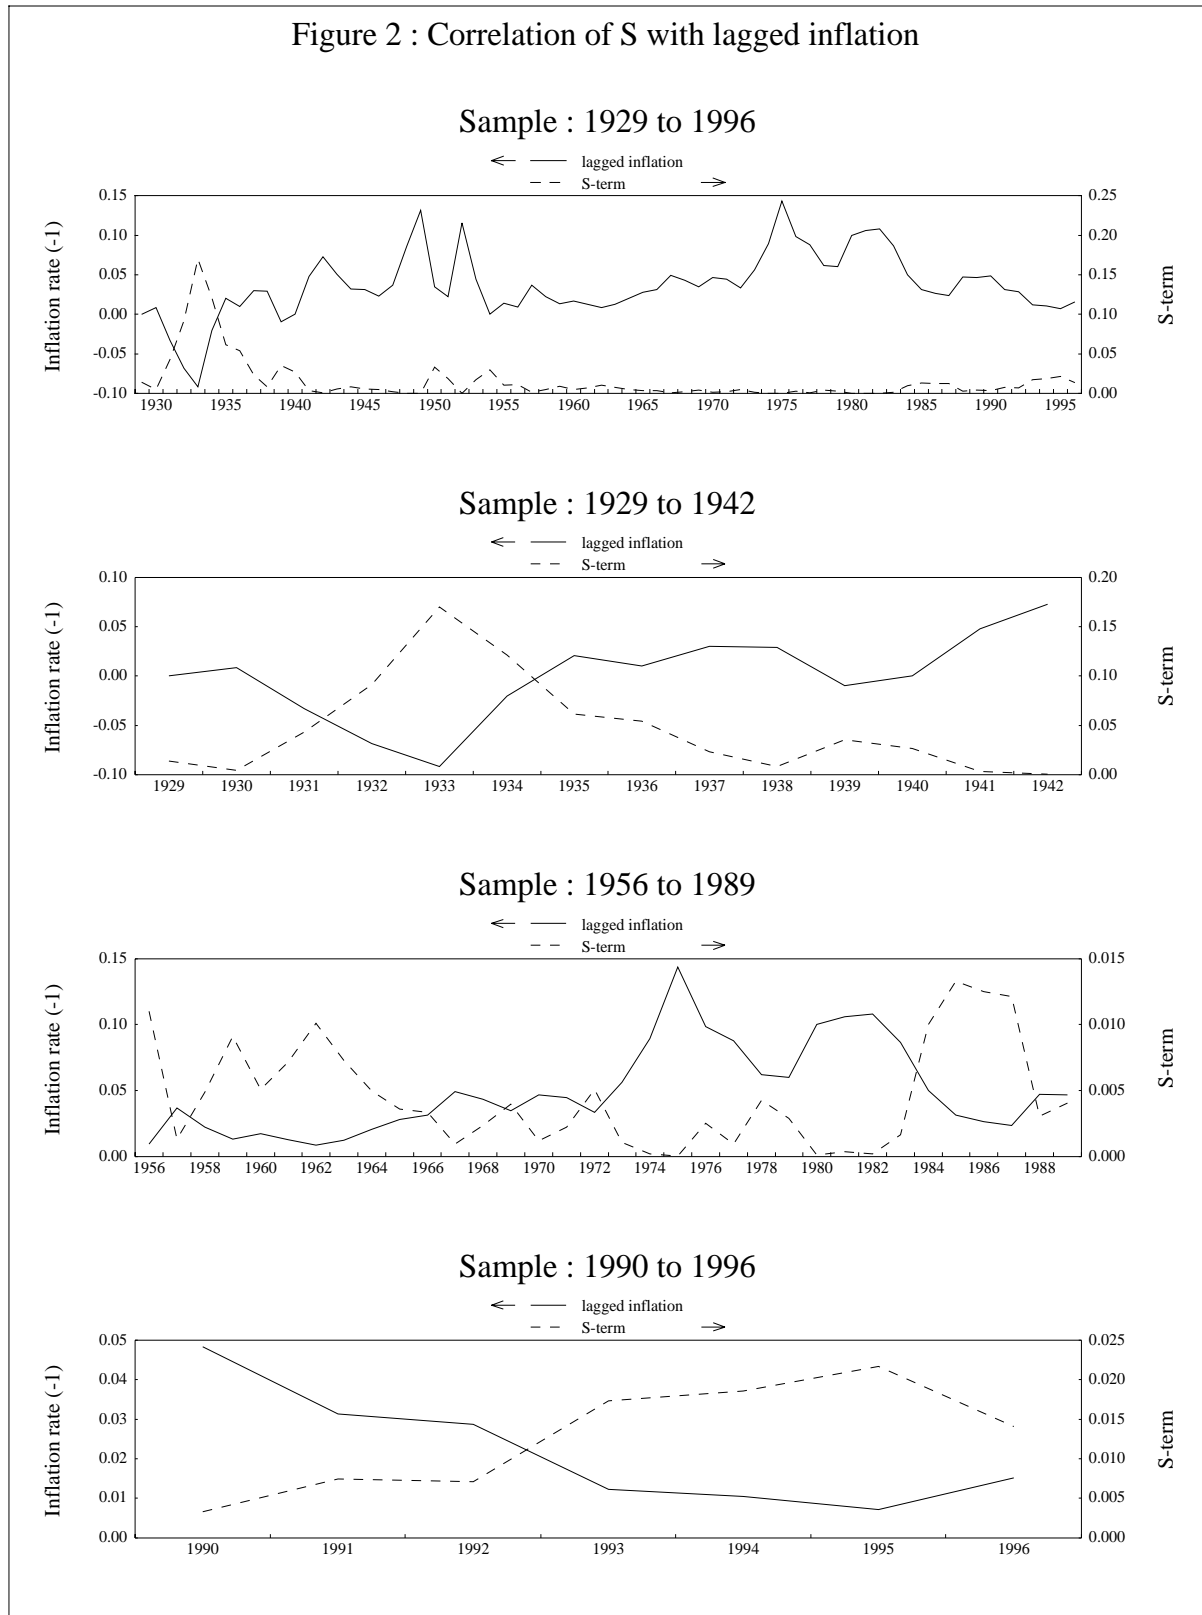 Figure 2 : Correlation of S with lagged inflation
Sample : 1929 to 1996
lagged inflation
S-term
Inflation rate (-1)
0.15
0.10
0.05
0.00
-0.05
-0.10
0.25
0.20
0.15
0.10
0.05
0.00
S-term
1930 1935 1940 1945 1950 1955 1960 1965 1970 1975 1980 1985 1990 1995
Sample : 1929 to 1942
lagged inflation
S-term
Inflation rate (-1)
0.10
0.05
0.00
-0.05
-0.10
0.20
0.15
0.10
0.05
0.00
S-term
1929 1930 1931 1932 1933 1934 1935 1936 1937 1938 1939 1940 1941 1942
Sample : 1956 to 1989
lagged inflation
S-term
Inflation rate (-1)
0.15
0.10
0.05
0.00
0.015
0.010
0.005
0.000
S-term
1956 1958 1960 1962 1964 1966 1968 1970 1972 1974 1976 1978 1980 1982 1984 1986 1988
Sample : 1990 to 1996
lagged inflation
S-term
Inflation rate (-1)
0.05
0.04
0.03
0.02
0.01
0.00
0.025
0.020
0.015
0.010
0.005
0.000
S-term
1990 1991 1992 1993 1994 1995 1996